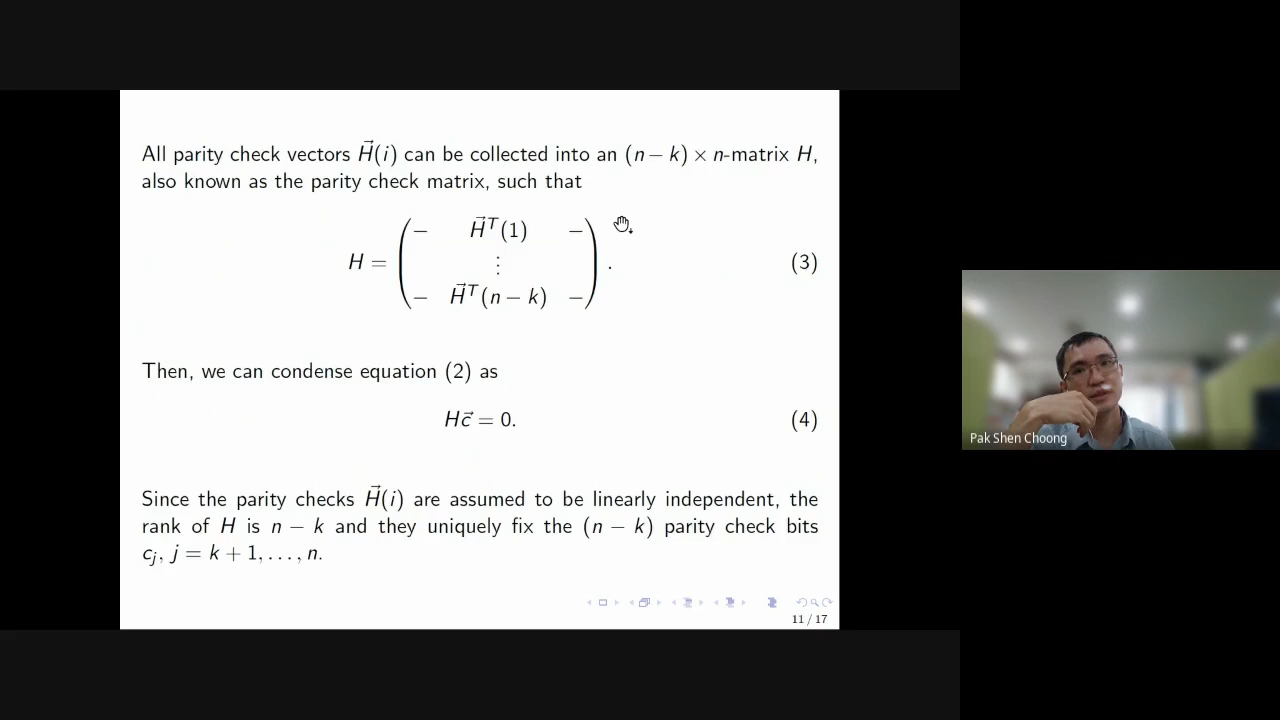 All parity check vectors H⃗(i) can be collected into an (n − k) × n-matrix H,
also known as the parity check matrix, such that
− H⃗ᵀ(1) −
H = ⋮ . (3)
− H⃗ᵀ(n − k) −
Then, we can condense equation (2) as
Hc⃗ = 0. (4)
Since the parity checks H⃗(i) are assumed to be linearly independent, the
rank of H is n − k and they uniquely fix the (n − k) parity check bits
cⱼ, j = k + 1, . . . , n.
11 / 17
Pak Shen Choong